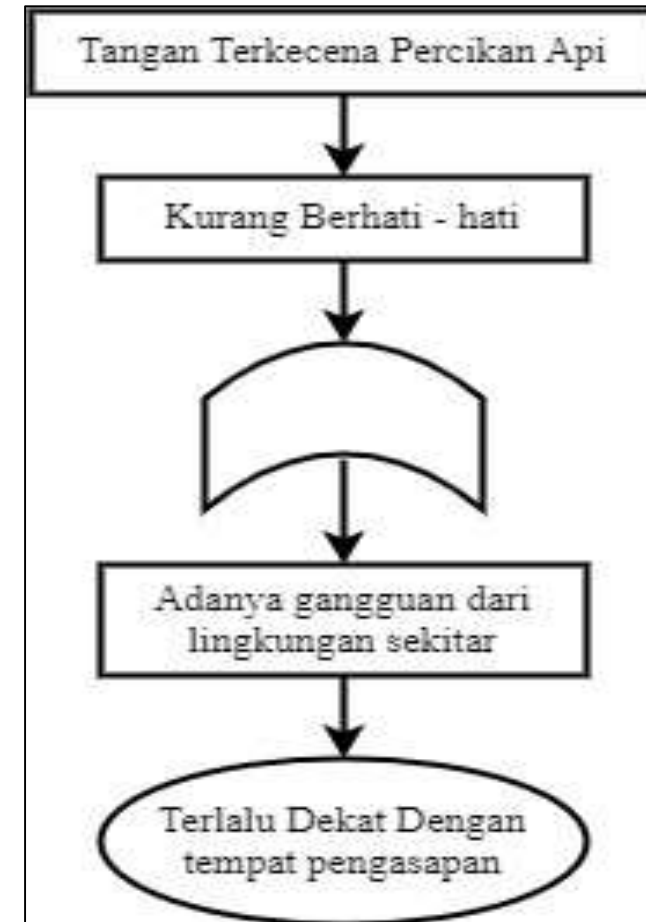 Tangan Terkecena Percikan Api
Kurang Berhati - hati
Adanya gangguan dari
lingkungan sekitar
Terlalu Dekat Dengan
tempat pengasapan